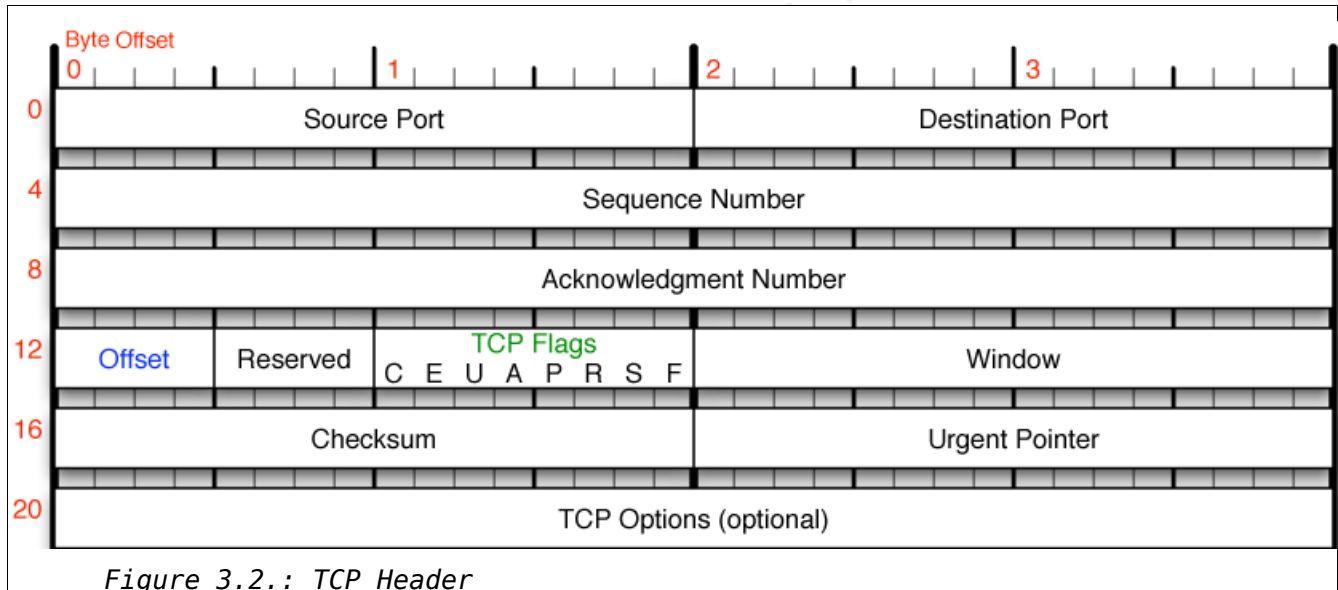 Byte Offset
0 1 2 3
0 Source Port Destination Port
4 Sequence Number
8 Acknowledgment Number
12 Offset Reserved TCP Flags Window
C E U A P R S F
16 Checksum Urgent Pointer
20 TCP Options (optional)
Figure 3.2.: TCP Header